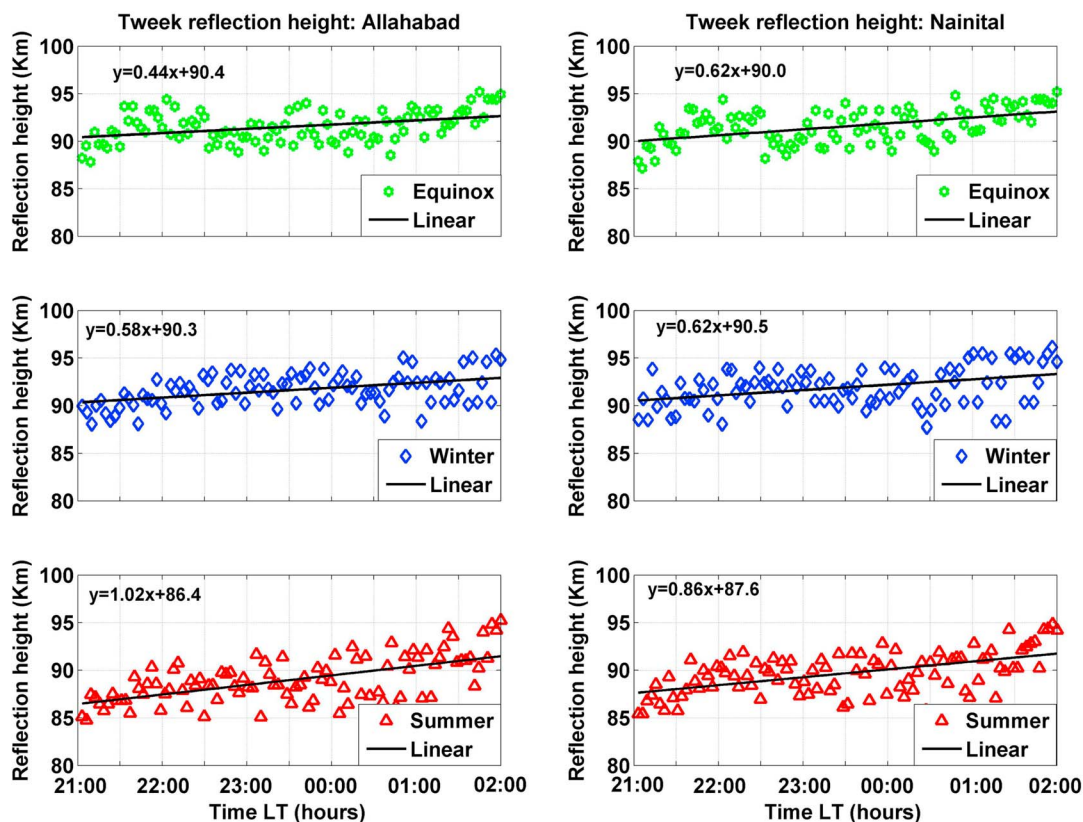 Tweek reflection height: Allahabad
Reflection height (Km)
100
95
90
85
80
y=0.44x+90.4
Equinox
Linear
Tweek reflection height: Nainital
Reflection height (Km)
100
95
90
85
80
y=0.62x+90.0
Equinox
Linear
Reflection height (Km)
100
95
90
85
80
y=0.58x+90.3
Winter
Linear
Reflection height (Km)
100
95
90
85
80
y=0.62x+90.5
Winter
Linear
Reflection height (Km)
100
95
90
85
80
y=1.02x+86.4
Summer
Linear
21:00 22:00 23:00 00:00 01:00 02:00
Time LT (hours)
Reflection height (Km)
100
95
90
85
80
y=0.86x+87.6
Summer
Linear
21:00 22:00 23:00 00:00 01:00 02:00
Time LT (hours)